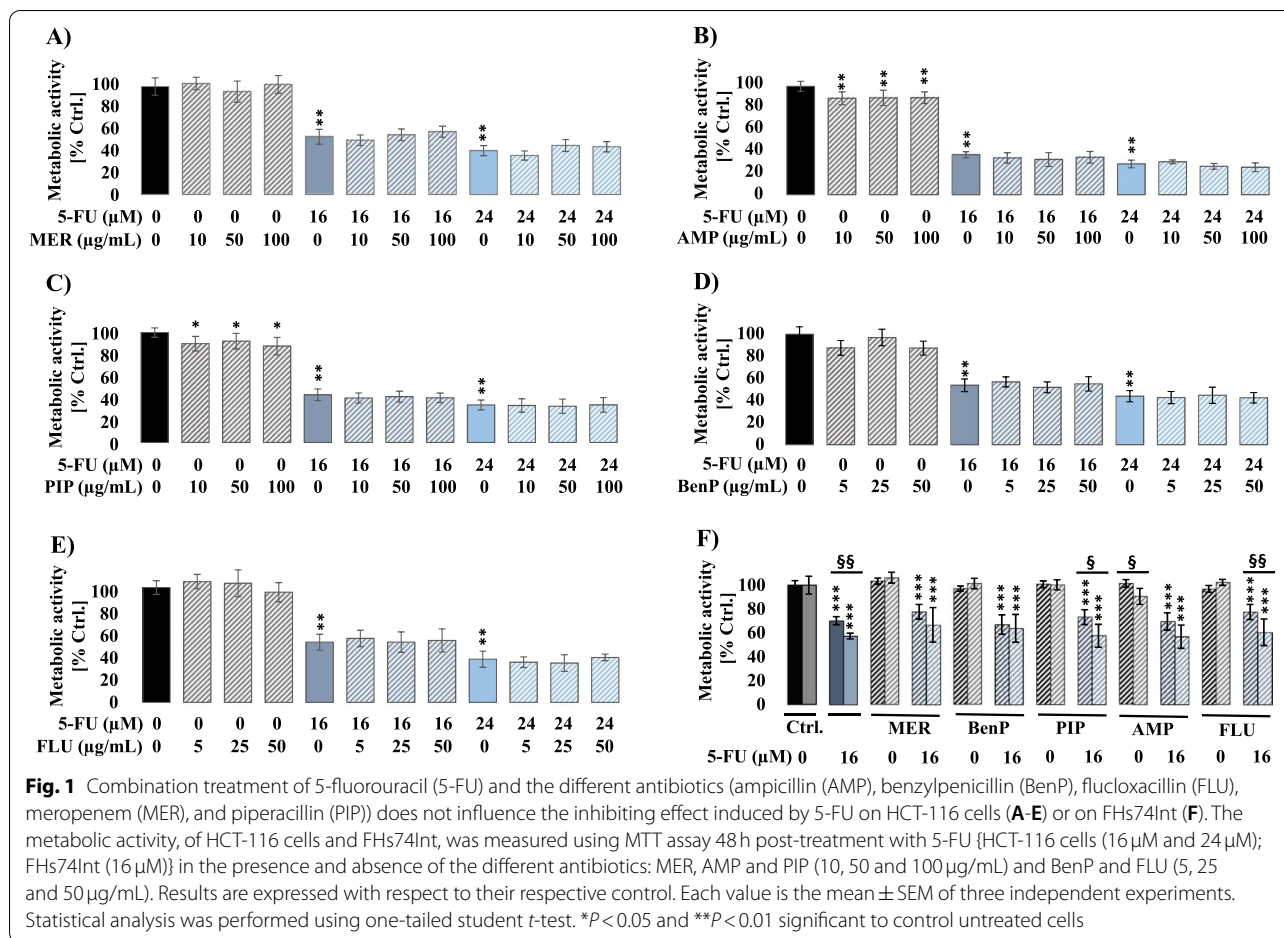 A)
Metabolic activity
[% Ctrl.]
100
80
60
40
20
0
**
**
5-FU (µM) 0 0 0 0 16 16 16 16 24 24 24 24
MER (µg/mL) 0 10 50 100 0 10 50 100 0 10 50 100
B)
Metabolic activity
[% Ctrl.]
100
80
60
40
20
0
**
**
**
**
**
5-FU (µM) 0 0 0 0 16 16 16 16 24 24 24 24
AMP (µg/mL) 0 10 50 100 0 10 50 100 0 10 50 100
C)
Metabolic activity
[% Ctrl.]
100
80
60
40
20
0
* * *
**
**
5-FU (µM) 0 0 0 0 16 16 16 16 24 24 24 24
PIP (µg/mL) 0 10 50 100 0 10 50 100 0 10 50 100
D)
Metabolic activity
[% Ctrl.]
100
80
60
40
20
0
**
**
5-FU (µM) 0 0 0 0 16 16 16 16 24 24 24 24
BenP (µg/mL) 0 5 25 50 0 5 25 50 0 5 25 50
E)
Metabolic activity
[% Ctrl.]
100
80
60
40
20
0
**
**
5-FU (µM) 0 0 0 0 16 16 16 16 24 24 24 24
FLU (µg/mL) 0 5 25 50 0 5 25 50 0 5 25 50
F)
Metabolic activity
[% Ctrl.]
100
80
60
40
20
0
§§ § § §§
*** *** *** *** *** *** *** *** *** *** *** ***
Ctrl. MER BenP PIP AMP FLU
5-FU (µM) 0 16 0 16 0 16 0 16 0 16 0 16
Fig. 1 Combination treatment of 5-fluorouracil (5-FU) and the different antibiotics (ampicillin (AMP), benzylpenicillin (BenP), flucloxacillin (FLU),
meropenem (MER), and piperacillin (PIP)) does not influence the inhibiting effect induced by 5-FU on HCT-116 cells (A-E) or on FHs74Int (F). The
metabolic activity, of HCT-116 cells and FHs74Int, was measured using MTT assay 48 h post-treatment with 5-FU {HCT-116 cells (16 µM and 24 µM);
FHs74Int (16 µM)} in the presence and absence of the different antibiotics: MER, AMP and PIP (10, 50 and 100 µg/mL) and BenP and FLU (5, 25
and 50 µg/mL). Results are expressed with respect to their respective control. Each value is the mean ± SEM of three independent experiments.
Statistical analysis was performed using one-tailed student t-test. *P < 0.05 and **P < 0.01 significant to control untreated cells